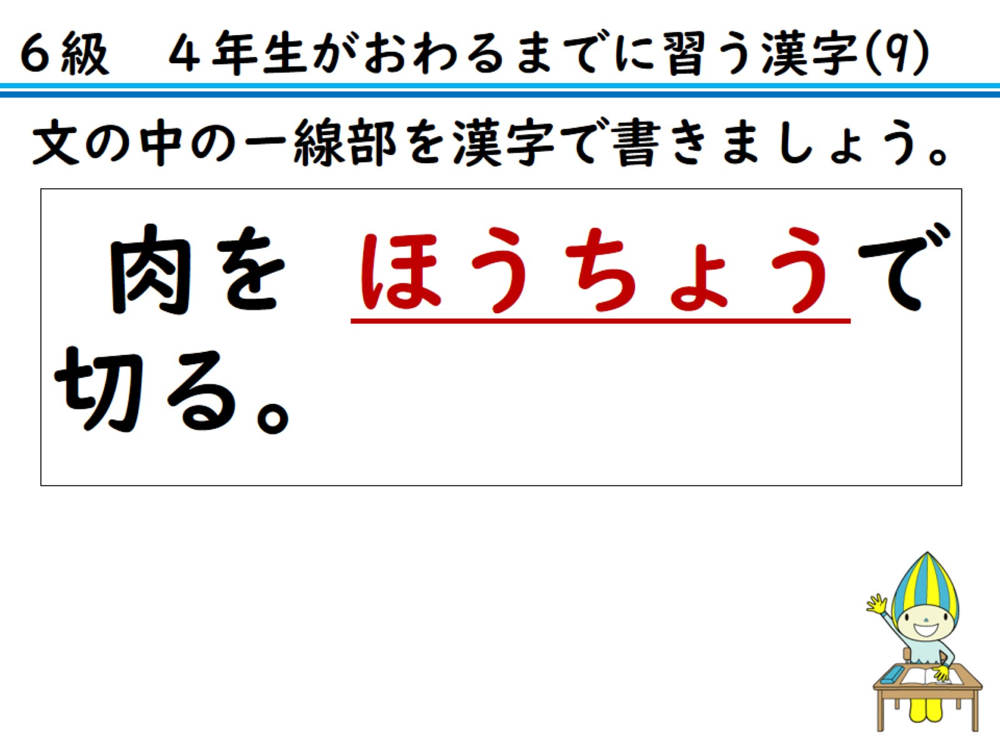 ６級　４年生がおわるまでに習う漢字(9)
文の中の一線部を漢字で書きましょう。
肉を ほうちょうで
切る。